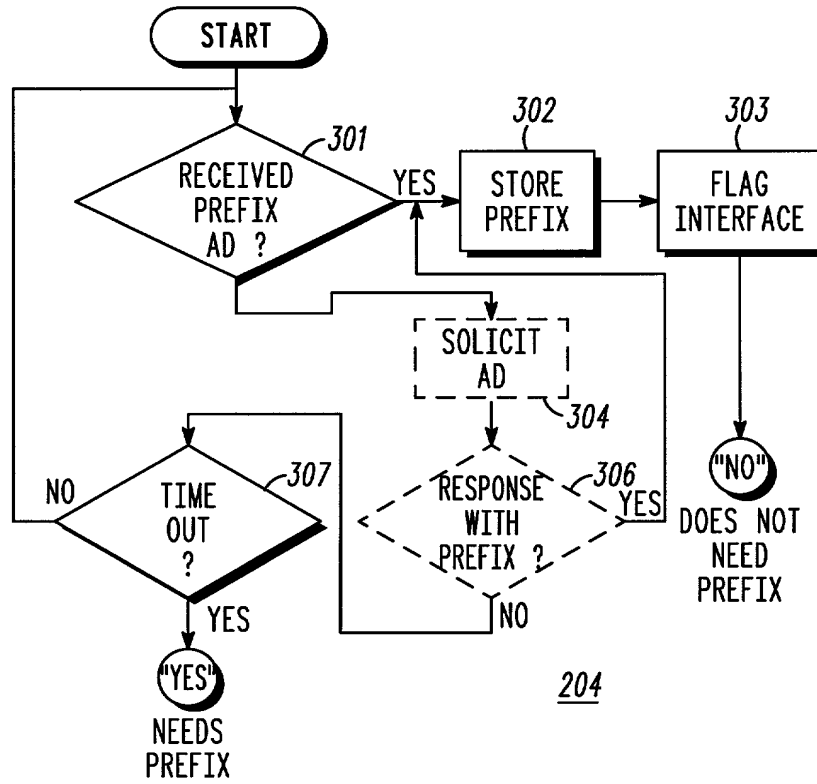 START
301
RECEIVED
PREFIX
AD ?
YES
302
STORE
PREFIX
303
FLAG
INTERFACE
SOLICIT
AD
304
306
RESPONSE
WITH
PREFIX ?
YES
NO
307
TIME
OUT
?
NO
YES
"NO"
DOES NOT
NEED
PREFIX
"YES"
NEEDS
PREFIX
204